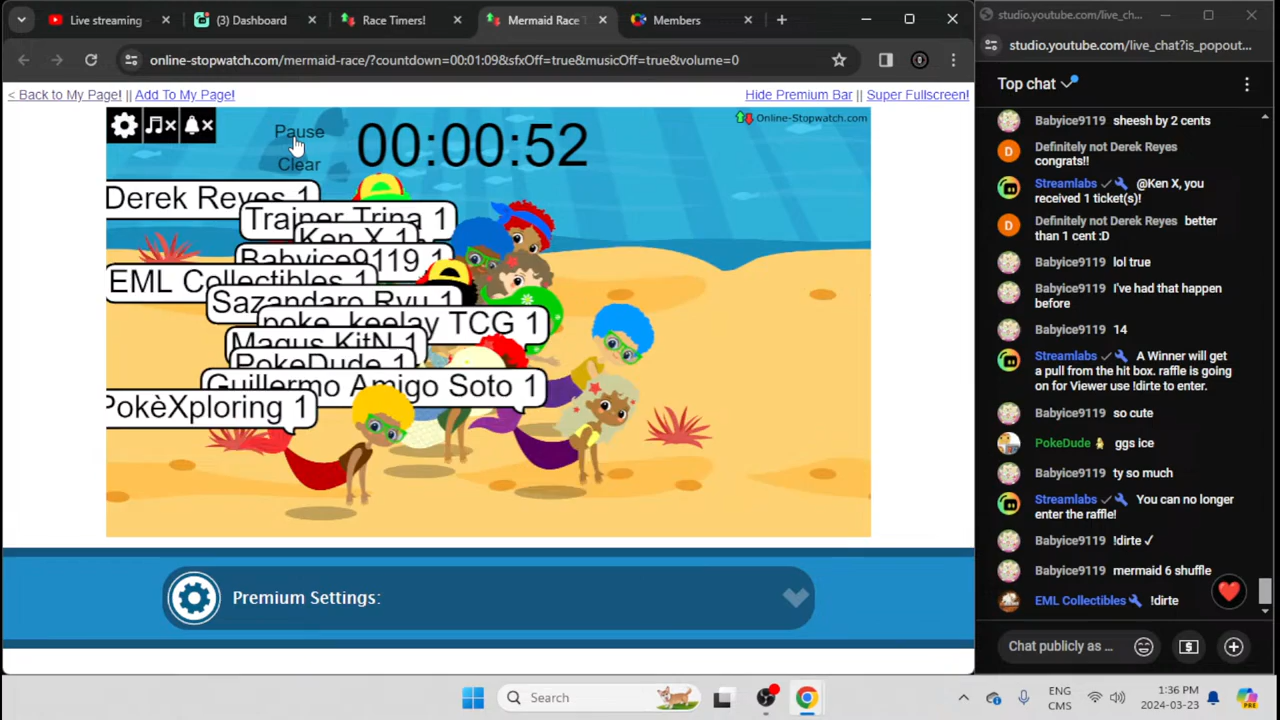 Live streaming
(3) Dashboard
Race Timers!
Mermaid Race T
Members
online-stopwatch.com/mermaid-race/?countdown=00:01:09&sfxOff=true&musicOff=true&volume=0
< Back to My Page! || Add To My Page!
Hide Premium Bar || Super Fullscreen!
Pause
Clear
00:00:52
Online-Stopwatch.com
Derek Reyes 1
Trainer Trina 1
Ken X 1
Babyice9119 1
EML Collectibles 1
Sazandaro Ryu 1
poke_keelay TCG 1
Magus KitN 1
PokeDude 1
Guillermo Amigo Soto 1
PokèXploring 1
Premium Settings:
studio.youtube.com/live_ch...
studio.youtube.com/live_chat?is_popout...
Top chat
Babyice9119 sheesh by 2 cents
D
Definitely not Derek Reyes
congrats!!
Streamlabs @Ken X, you
received 1 ticket(s)!
D
Definitely not Derek Reyes better
than 1 cent :D
Babyice9119 lol true
Babyice9119 I've had that happen
before
Babyice9119 14
Streamlabs A Winner will get
a pull from the hit box. raffle is going
on for Viewer use !dirte to enter.
Babyice9119 so cute
PokeDude ggs ice
Babyice9119 ty so much
Streamlabs You can no longer
enter the raffle!
Babyice9119 !dirte ✓
Babyice9119 mermaid 6 shuffle
EML Collectibles !dirte
Chat publicly as ...
Search
ENG
CMS
1:36 PM
2024-03-23
PRE